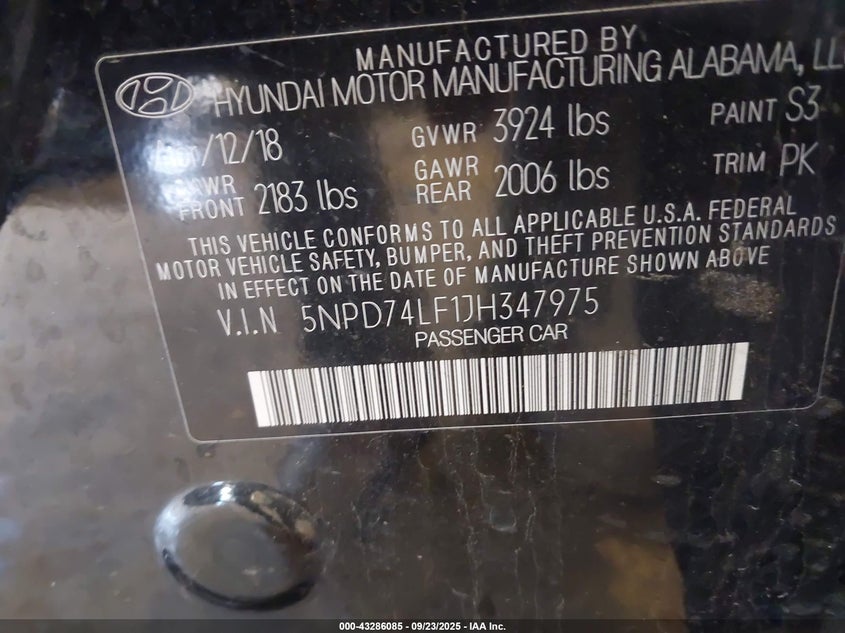 MANUFACTURED BY
HYUNDAI MOTOR MANUFACTURING ALABAMA, LL
/12/18 GVWR 3924 lbs PAINT S3
FRONT 2183 lbs GAWR REAR 2006 lbs TRIM PK
THIS VEHICLE CONFORMS TO ALL APPLICABLE U.S.A. FEDERAL
MOTOR VEHICLE SAFETY, BUMPER, AND THEFT PREVENTION STANDARDS
IN EFFECT ON THE DATE OF MANUFACTURE SHOWN ABOVE
V.I.N 5NPD74LF1JH347975
PASSENGER CAR
000-43286085 - 09/23/2025 - IAA Inc.